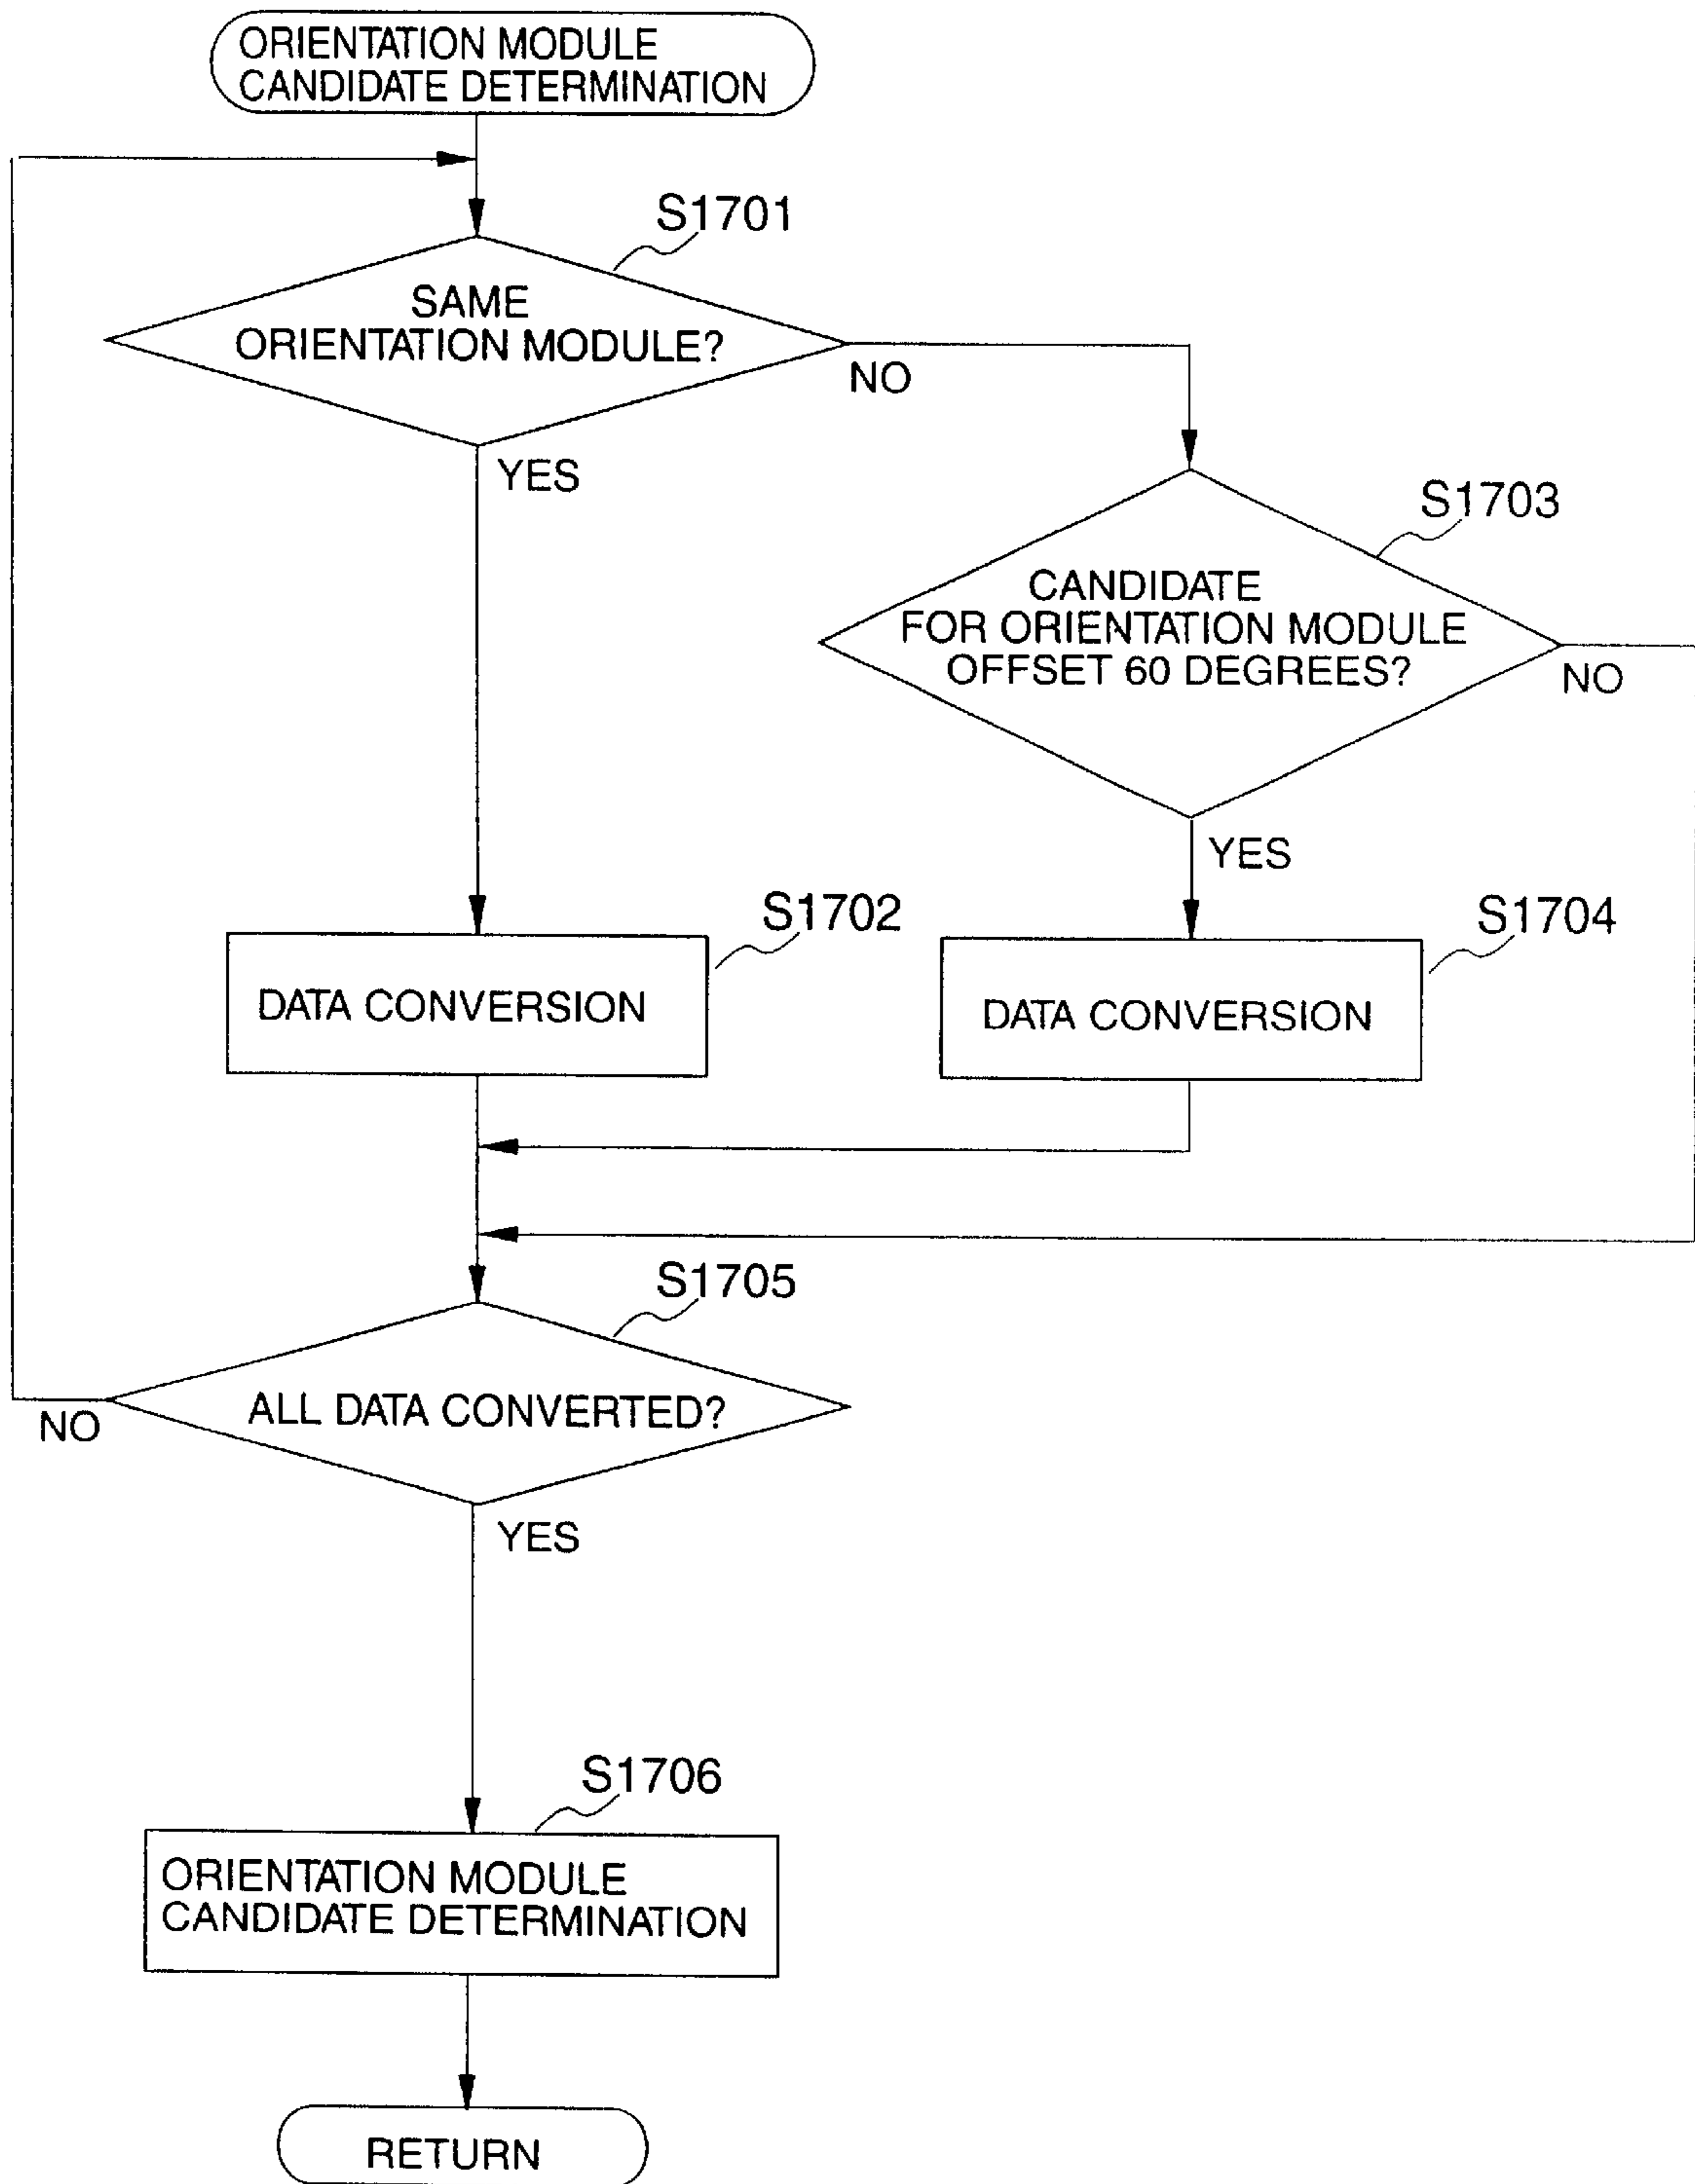 ORIENTATION MODULE
CANDIDATE DETERMINATION
S1701
SAME
ORIENTATION MODULE?
NO
YES
S1703
CANDIDATE
FOR ORIENTATION MODULE
OFFSET 60 DEGREES?
NO
YES
S1702
DATA CONVERSION
S1704
DATA CONVERSION
S1705
ALL DATA CONVERTED?
NO
YES
S1706
ORIENTATION MODULE
CANDIDATE DETERMINATION
RETURN